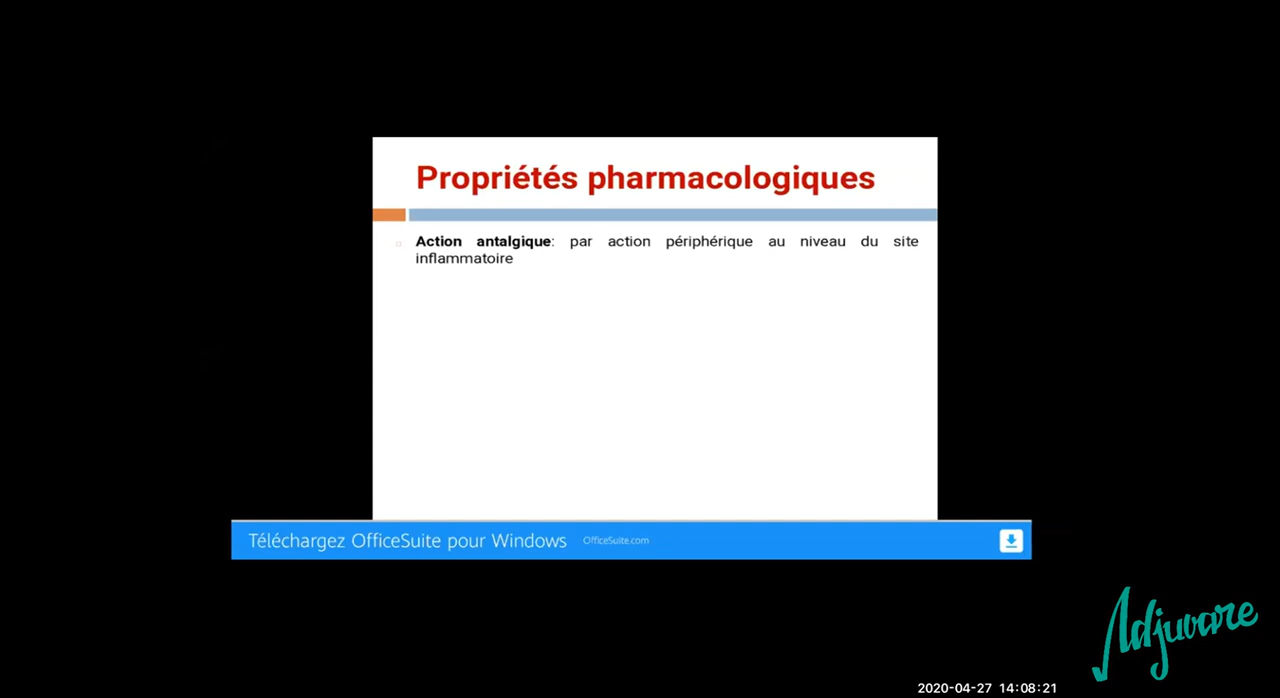 Propriétés pharmacologiques
Action antalgique: par action périphérique au niveau du site
inflammatoire
Téléchargez OfficeSuite pour Windows OfficeSuite.com
Adjuvare
2020-04-27 14:08:21